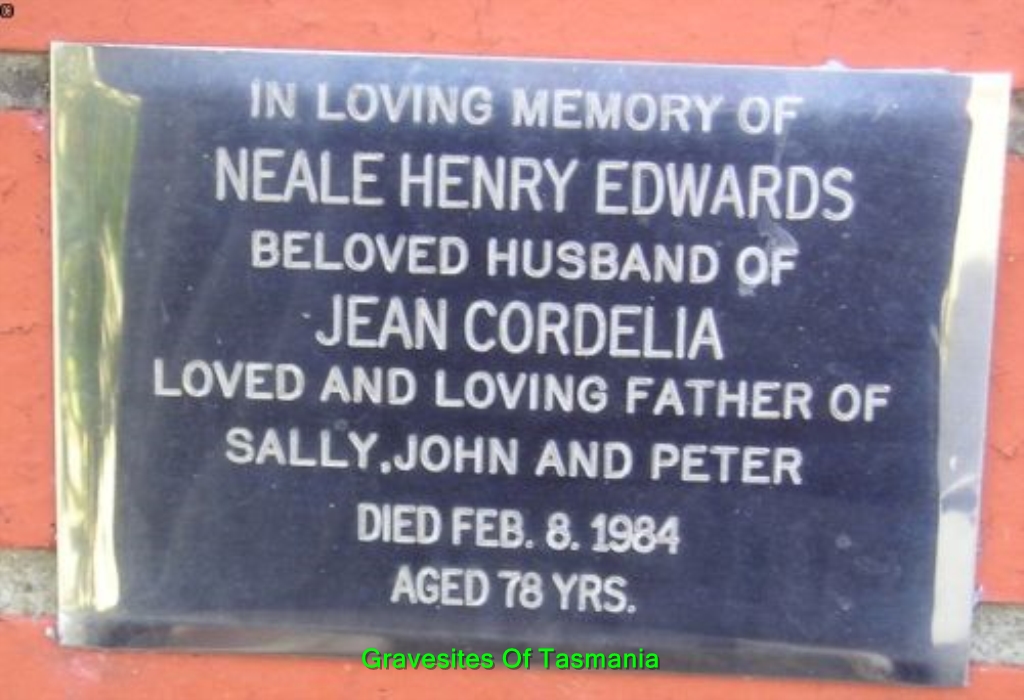 IN LOVING MEMORY OF
NEALE HENRY EDWARDS
BELOVED HUSBAND OF
JEAN CORDELIA
LOVED AND LOVING FATHER OF
SALLY, JOHN AND PETER
DIED FEB. 8. 1984
AGED 78 YRS.
Gravesites Of Tasmania